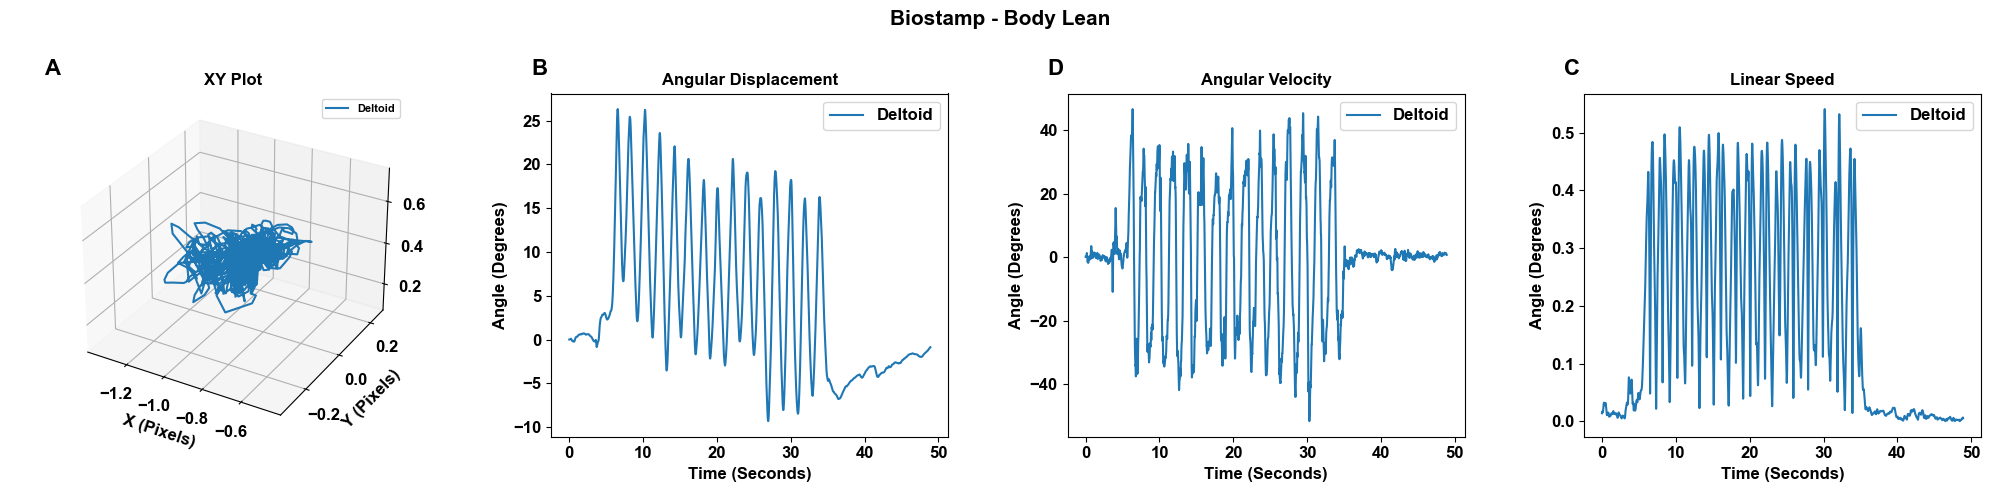 Biostamp - Body Lean
A
XY Plot
Deltoid
0.6
0.4
0.2
0.2
0.0
−0.2
Y (Pixels)
−1.2
−1.0
−0.8
−0.6
X (Pixels)
B
Angular Displacement
Deltoid
Angle (Degrees)
25
20
15
10
5
0
−5
−10
0 10 20 30 40 50
Time (Seconds)
D
Angular Velocity
Deltoid
Angle (Degrees)
40
20
0
−20
−40
0 10 20 30 40 50
Time (Seconds)
C
Linear Speed
Deltoid
Angle (Degrees)
0.5
0.4
0.3
0.2
0.1
0.0
0 10 20 30 40 50
Time (Seconds)